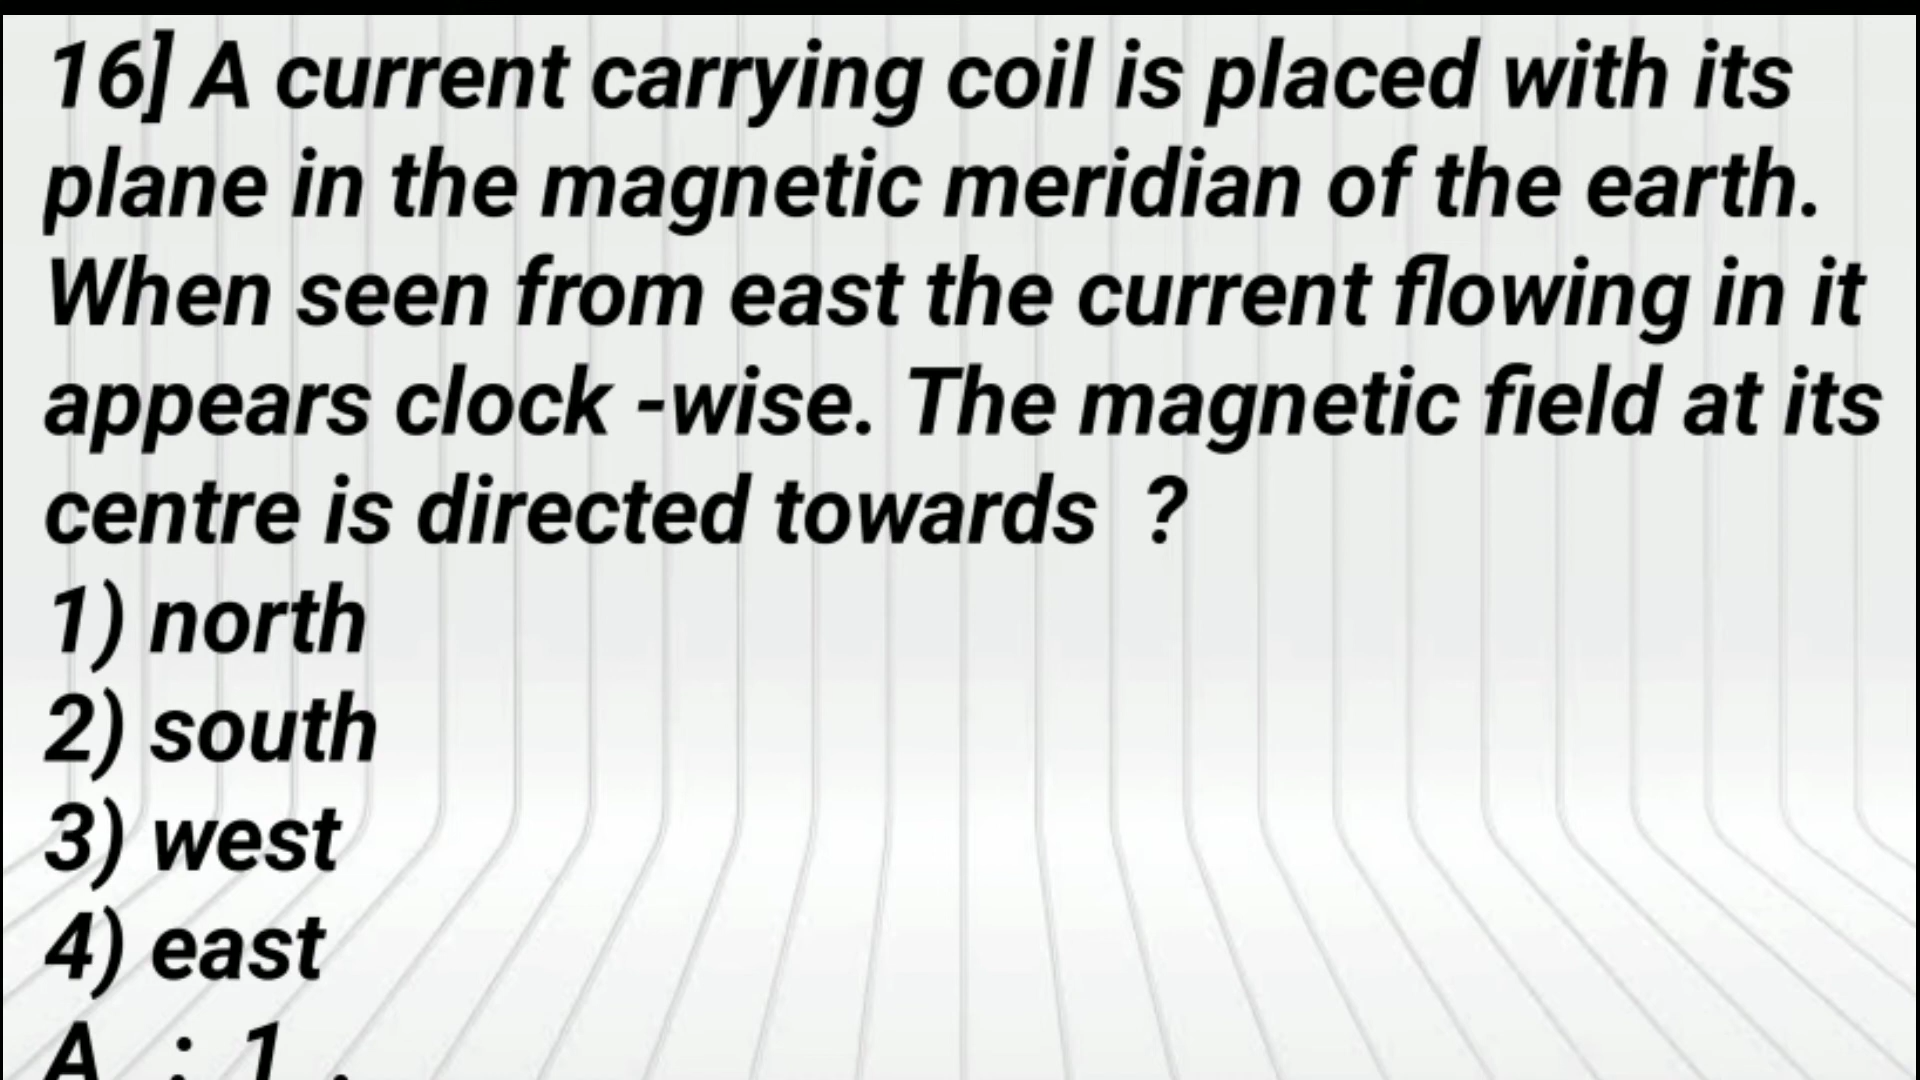 16] A current carrying coil is placed with its
plane in the magnetic meridian of the earth.
When seen from east the current flowing in it
appears clock -wise. The magnetic field at its
centre is directed towards ?
1) north
2) south
3) west
4) east
A : 1 .